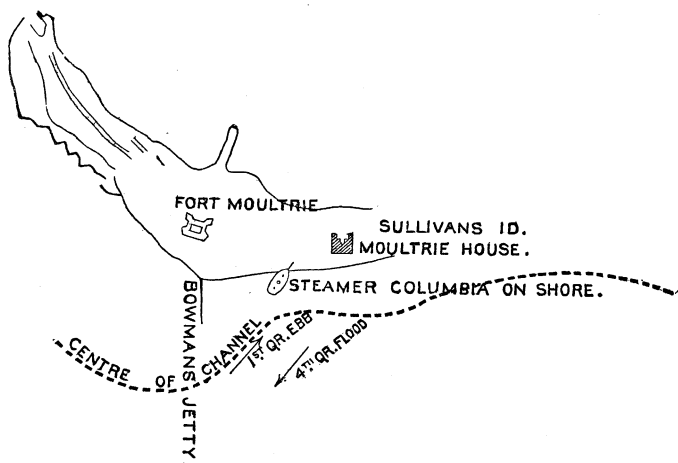 FORT MOULTRIE
SULLIVANS ID.
MOULTRIE HOUSE.
STEAMER COLUMBIA ON SHORE.
BOWMANS JETTY
CENTRE OF CHANNEL
1ST QR. EBB
4TH QR. FLOOD